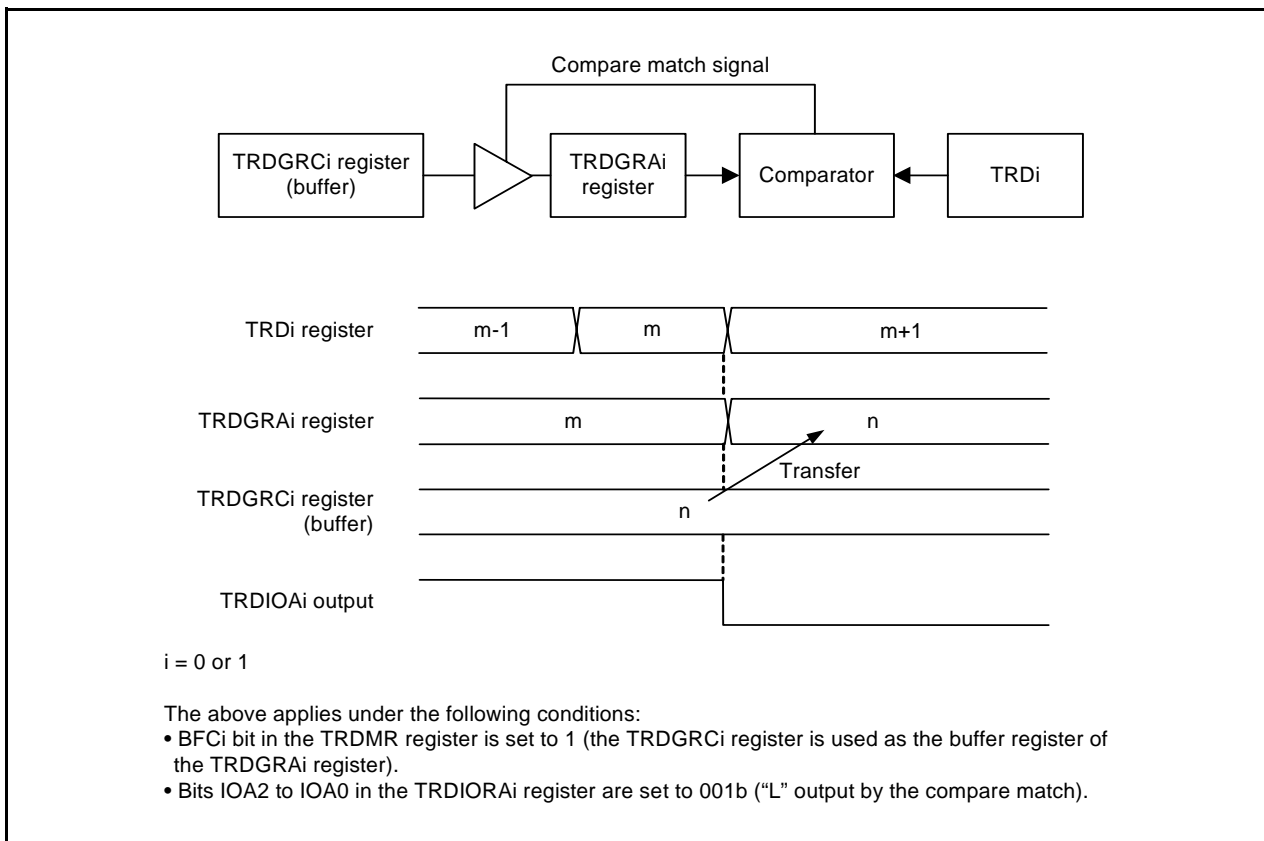 Compare match signal
TRDGRCi register
(buffer)
TRDGRAi
register
Comparator
TRDi
TRDi register
m-1
m
m+1
TRDGRAi register
m
n
Transfer
TRDGRCi register
(buffer)
n
TRDIOAi output
i = 0 or 1
The above applies under the following conditions:
• BFCi bit in the TRDMR register is set to 1 (the TRDGRCi register is used as the buffer register of
the TRDGRAi register).
• Bits IOA2 to IOA0 in the TRDIORAi register are set to 001b (“L” output by the compare match).